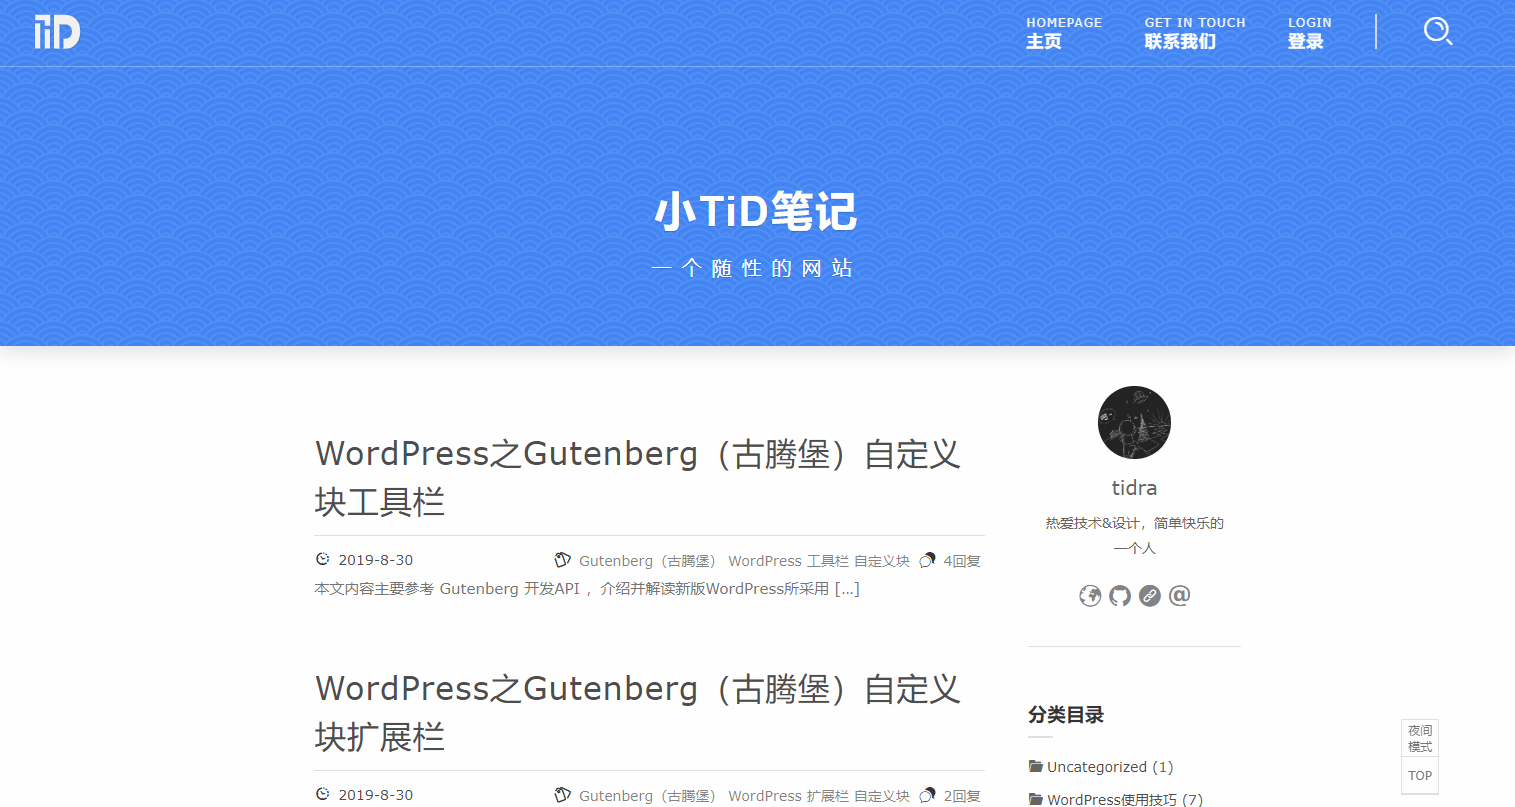 TiD
HOMEPAGE
主页
GET IN TOUCH
联系我们
LOGIN
登录
小TiD笔记
一个随性的网站
WordPress之Gutenberg（古腾堡）自定义
块工具栏
2019-8-30 Gutenberg（古腾堡） WordPress 工具栏 自定义块 4回复
本文内容主要参考 Gutenberg 开发API ，介绍并解读新版WordPress所采用 [...]
WordPress之Gutenberg（古腾堡）自定义
块扩展栏
2019-8-30 Gutenberg（古腾堡） WordPress 扩展栏 自定义块 2回复
tidra
热爱技术&设计，简单快乐的
一个人
分类目录
Uncategorized (1)
WordPress使用技巧 (7)
夜间
模式
TOP